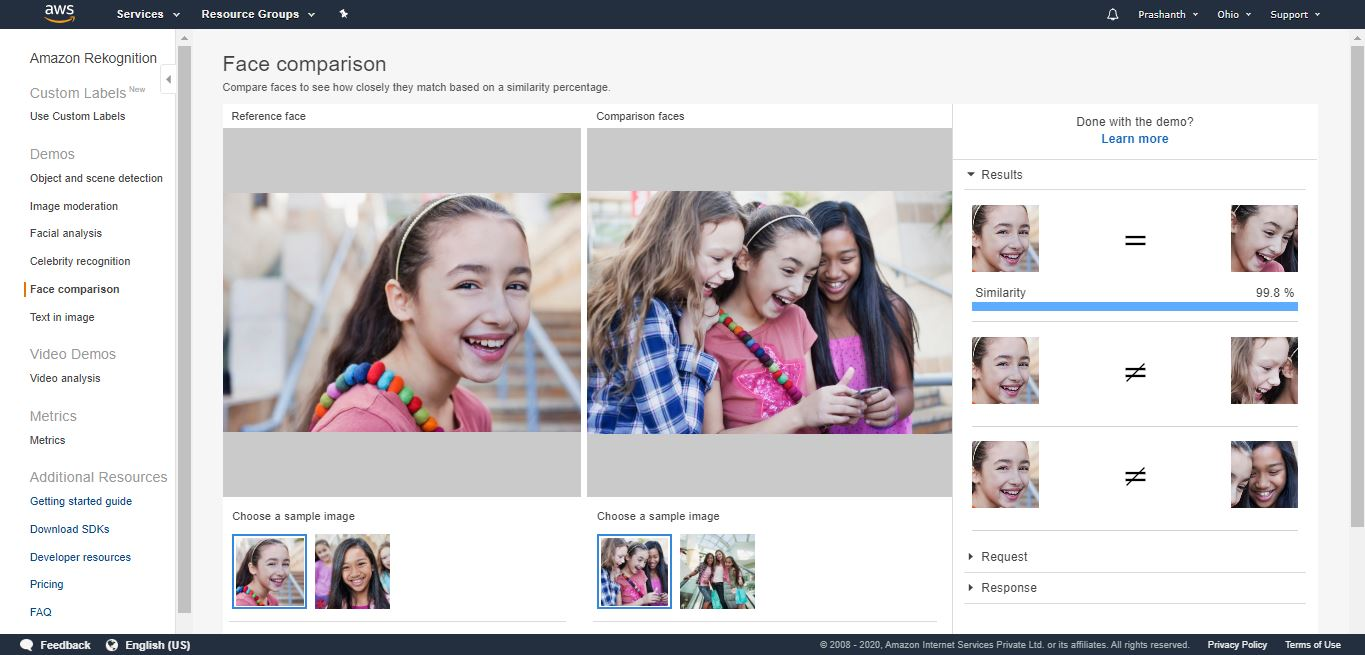 aws
Services
Resource Groups
Prashanth
Ohio
Support
Amazon Rekognition
Custom Labels New
Use Custom Labels
Demos
Object and scene detection
Image moderation
Facial analysis
Celebrity recognition
Face comparison
Text in image
Video Demos
Video analysis
Metrics
Metrics
Additional Resources
Getting started guide
Download SDKs
Developer resources
Pricing
FAQ
Face comparison
Compare faces to see how closely they match based on a similarity percentage.
Reference face
Comparison faces
Choose a sample image
Choose a sample image
Done with the demo?
Learn more
Results
=
Similarity 99.8 %
≠
≠
Request
Response
Feedback
English (US)
© 2008 - 2020, Amazon Internet Services Private Ltd. or its affiliates. All rights reserved.
Privacy Policy
Terms of Use